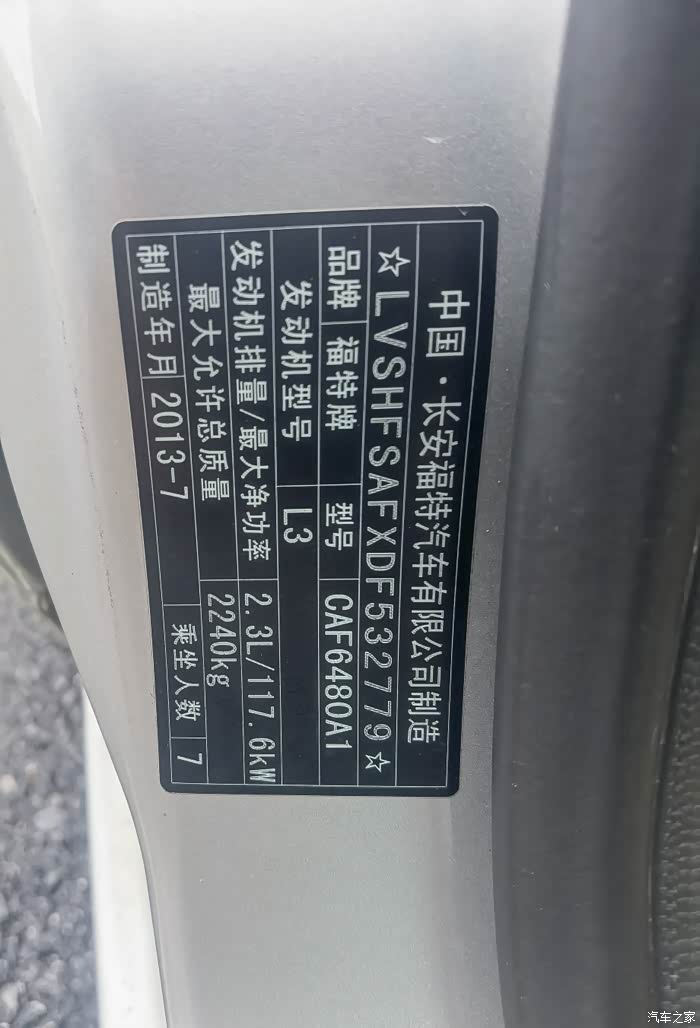 中国·长安福特汽车有限公司制造
☆LVSHFSAFXDF532779☆
品牌 福特牌 型号 CAF6480A1
发动机型号 L3
发动机排量/最大净功率 2.3L/117.6kW
最大允许总质量 2240kg
制造年月 2013-7 乘坐人数 7
汽车之家